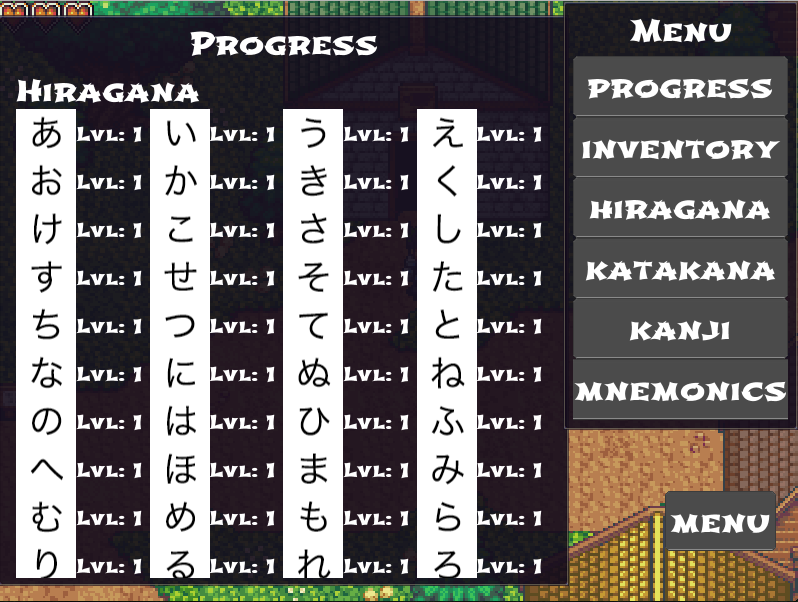 Progress
Hiragana
あ Lvl: 1 い Lvl: 1 う Lvl: 1 え Lvl: 1
お Lvl: 1 か Lvl: 1 き Lvl: 1 く Lvl: 1
け Lvl: 1 こ Lvl: 1 さ Lvl: 1 し Lvl: 1
す Lvl: 1 せ Lvl: 1 そ Lvl: 1 た Lvl: 1
ち Lvl: 1 つ Lvl: 1 て Lvl: 1 と Lvl: 1
な Lvl: 1 に Lvl: 1 ぬ Lvl: 1 ね Lvl: 1
の Lvl: 1 は Lvl: 1 ひ Lvl: 1 ふ Lvl: 1
へ Lvl: 1 ほ Lvl: 1 ま Lvl: 1 み Lvl: 1
む Lvl: 1 め Lvl: 1 も Lvl: 1 ら Lvl: 1
り Lvl: 1 る Lvl: 1 れ Lvl: 1 ろ Lvl: 1
Menu
PROGRESS
INVENTORY
HIRAGANA
KATAKANA
KANJI
MNEMONICS
MENU